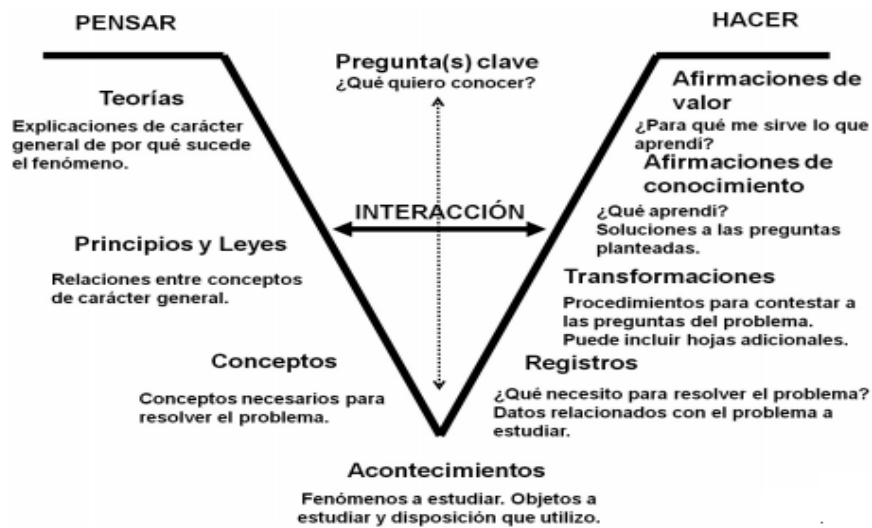 PENSAR
HACER
Pregunta(s) clave
¿Qué quiero conocer?
Teorías
Explicaciones de carácter
general de por qué sucede
el fenómeno.
Afirmaciones de
valor
¿Para qué me sirve lo que
aprendí?
Afirmaciones de
conocimiento
¿Qué aprendí?
Soluciones a las preguntas
planteadas.
INTERACCIÓN
Principios y Leyes
Relaciones entre conceptos
de carácter general.
Transformaciones
Procedimientos para contestar a
las preguntas del problema.
Puede incluir hojas adicionales.
Conceptos
Conceptos necesarios para
resolver el problema.
Registros
¿Qué necesito para resolver el problema?
Datos relacionados con el problema a
estudiar.
Acontecimientos
Fenómenos a estudiar. Objetos a
estudiar y disposición que utilizo.